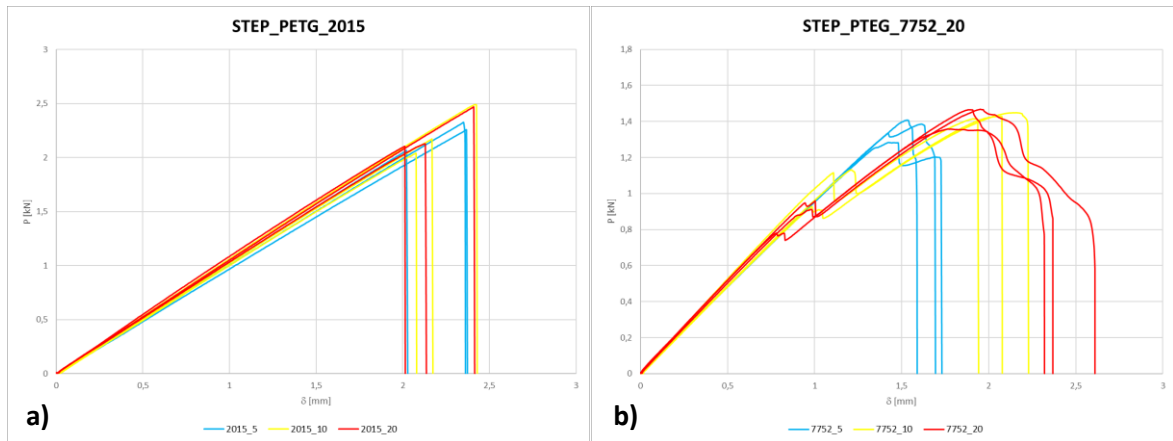 STEP_PETG_2015
3
2,5
2
1,5
1
0,5
0
P [kN]
0 0,5 1 1,5 2 2,5 3
δ [mm]
a)
2015_5 2015_10 2015_20
STEP_PTEG_7752_20
1,8
1,6
1,4
1,2
1
0,8
0,6
0,4
0,2
0
P [kN]
0 0,5 1 1,5 2 2,5 3
δ [mm]
b)
7752_5 7752_10 7752_20